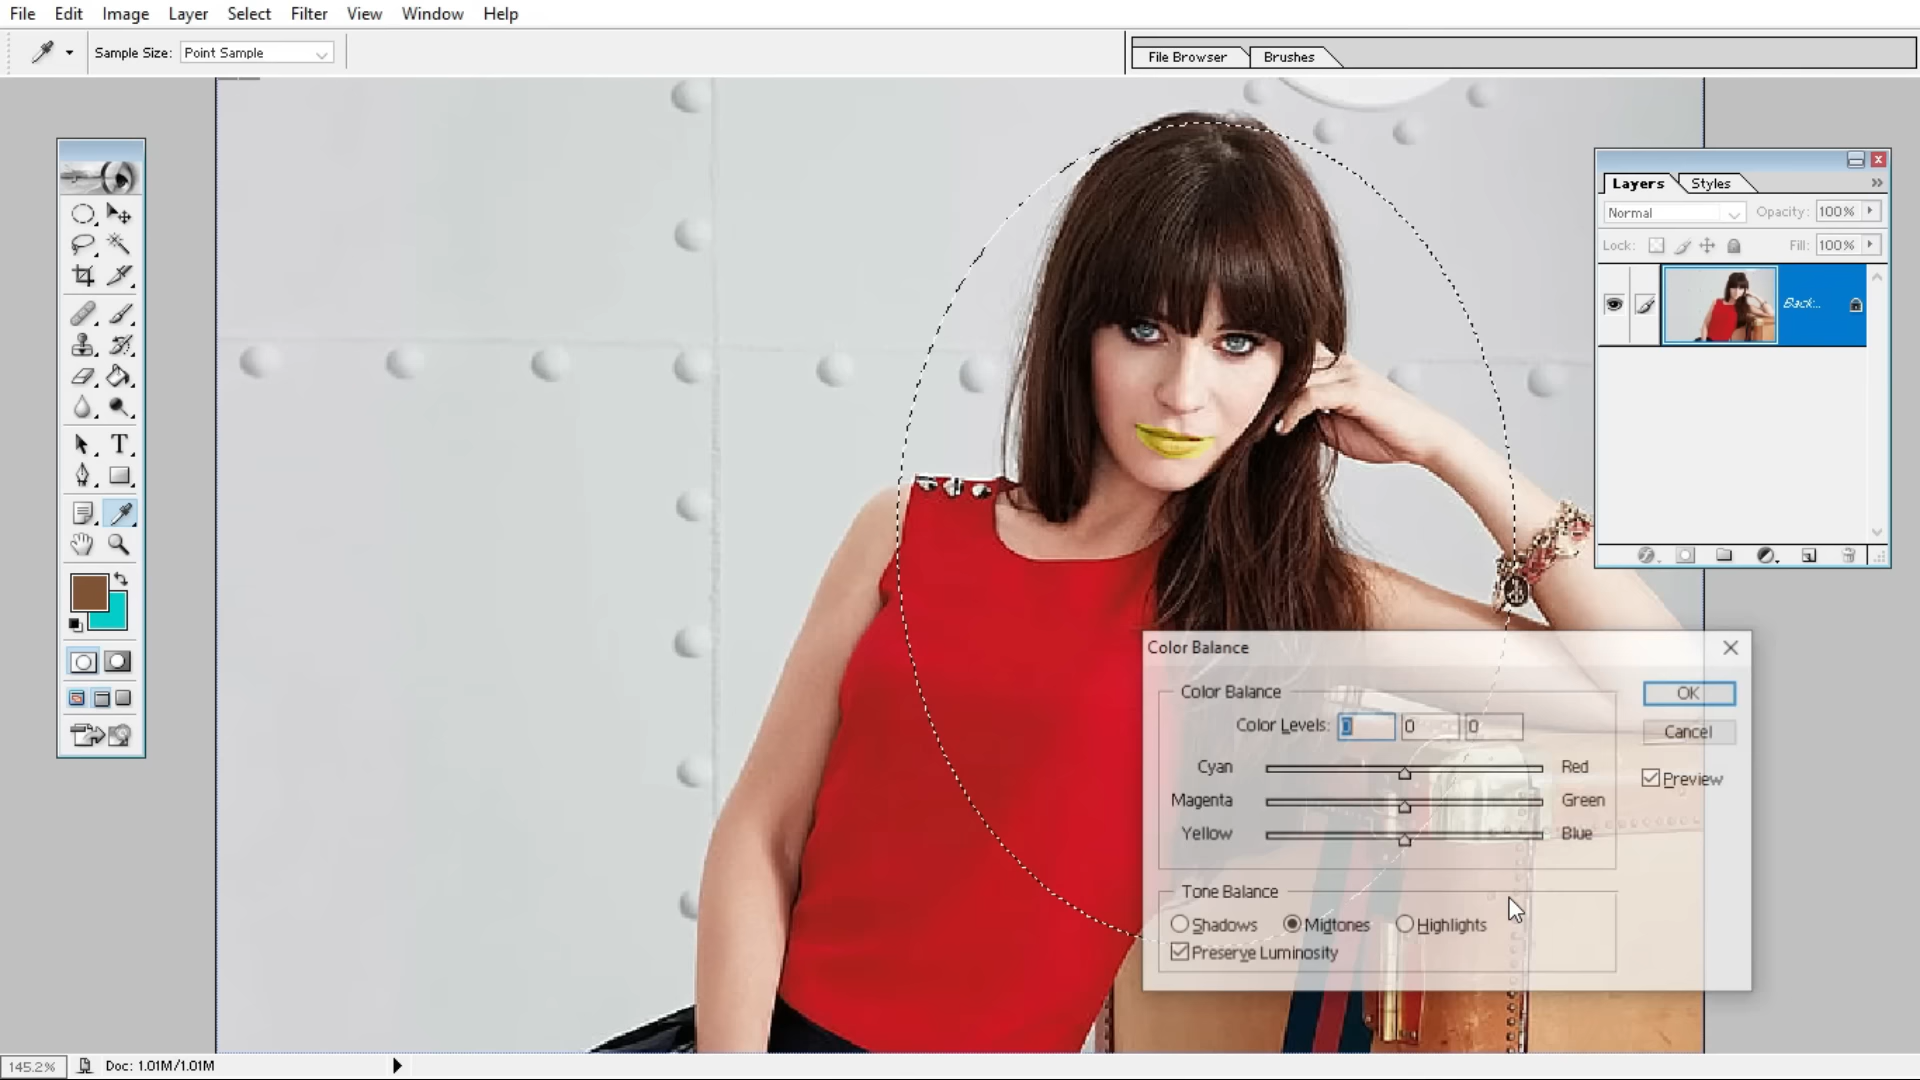 File Edit Image Layer Select Filter View Window Help
Sample Size: Point Sample
File Browser Brushes
Layers Styles
Normal Opacity: 100%
Lock: Fill: 100%
Back...
T
Color Balance
Color Balance
OK
Color Levels: 0 0 0
Cancel
Cyan Red
Preview
Magenta Green
Yellow Blue
Tone Balance
Shadows Midtones Highlights
Preserve Luminosity
145.2% Doc: 1.01M/1.01M